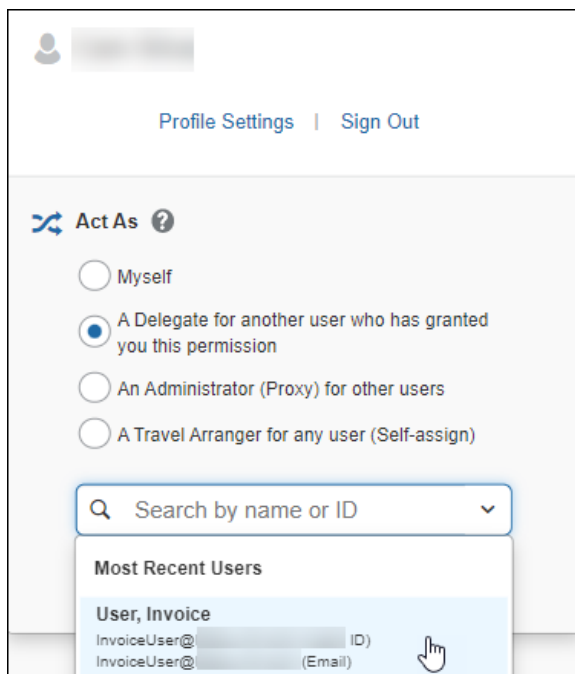 Profile Settings | Sign Out
Act As ?
Myself
A Delegate for another user who has granted
you this permission
An Administrator (Proxy) for other users
A Travel Arranger for any user (Self-assign)
Search by name or ID
Most Recent Users
User, Invoice
InvoiceUser@ ID)
InvoiceUser@ (Email)